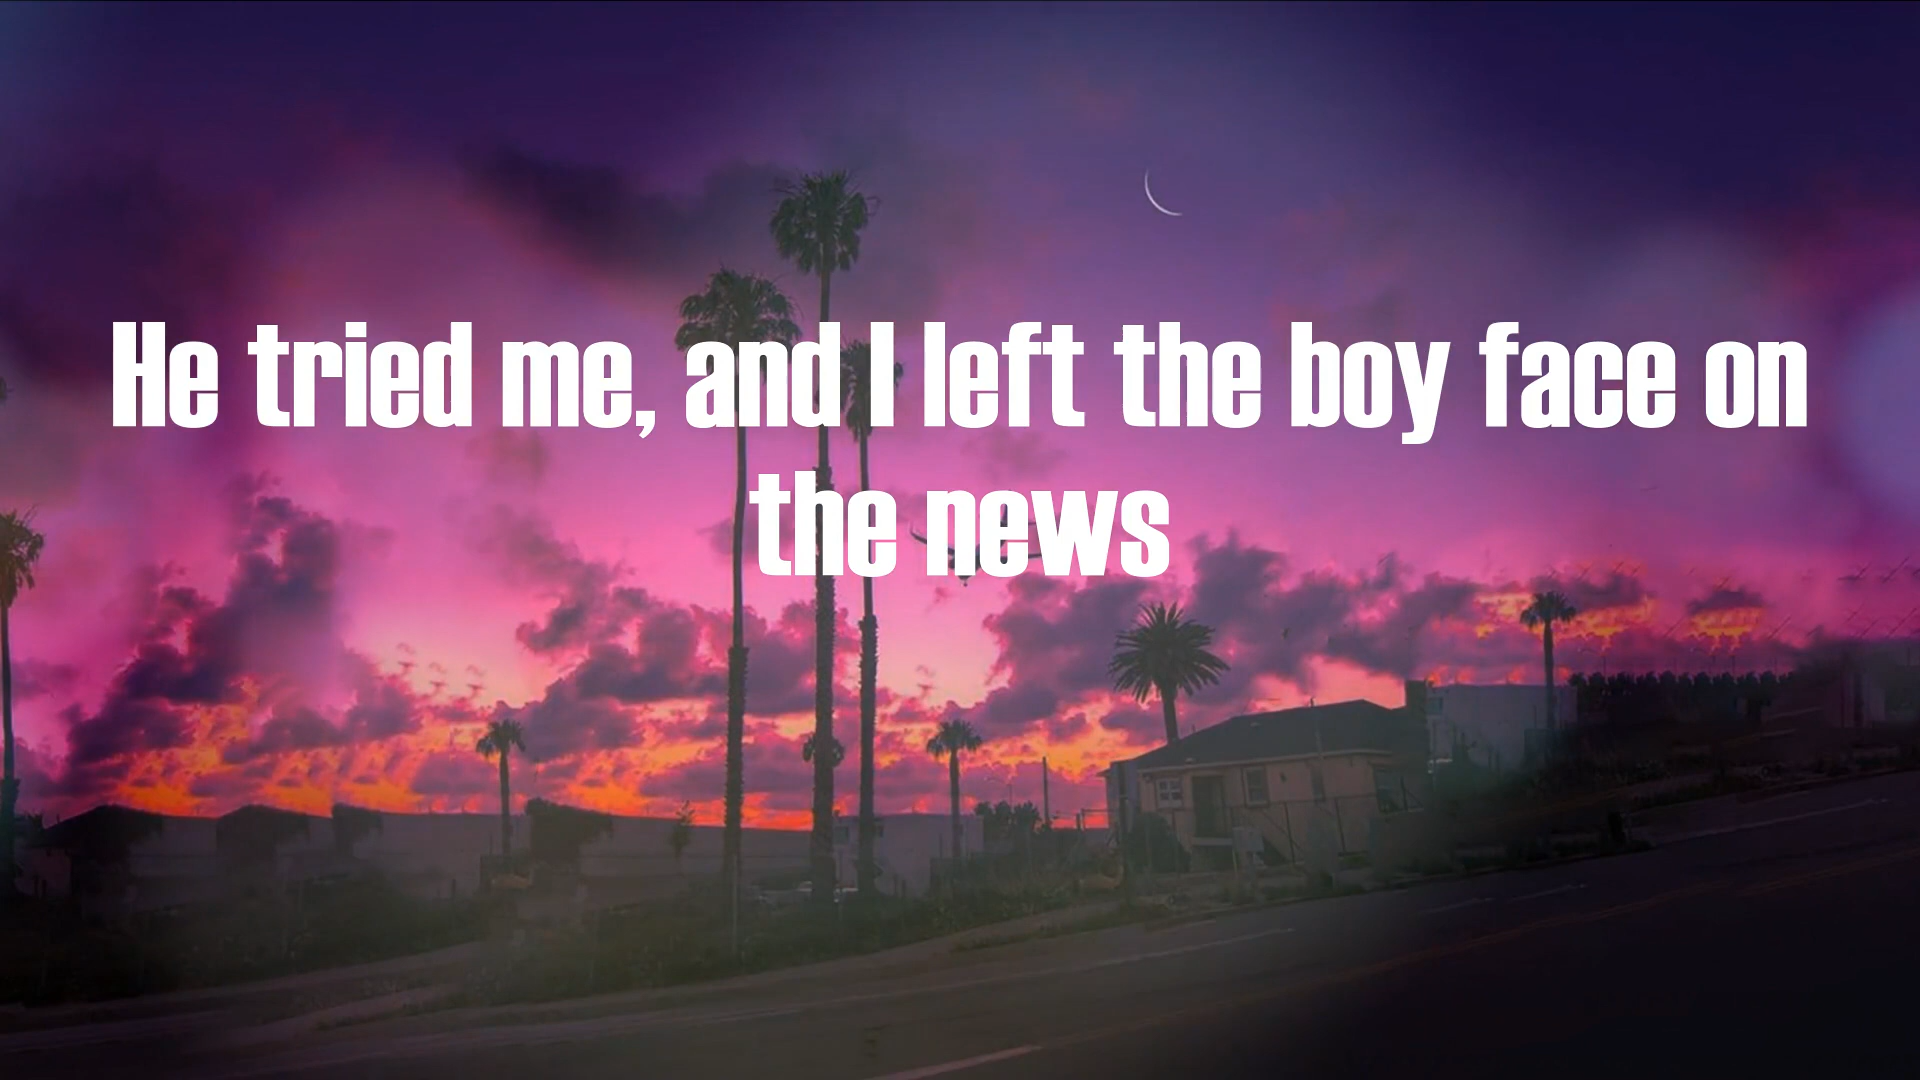 He tried me, and I left the boy face on
the news